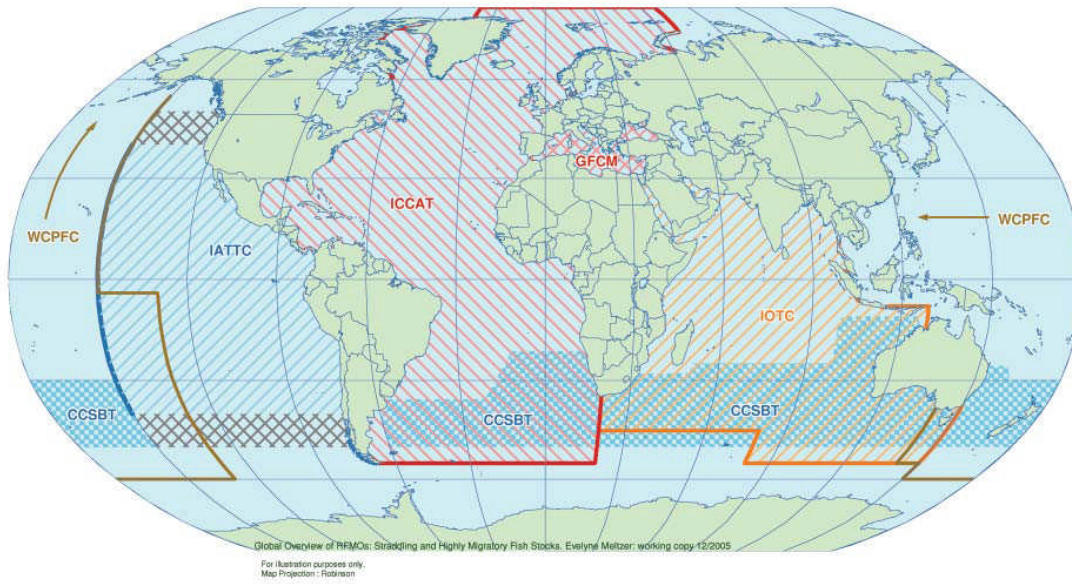 GFCM
ICCAT
WCPFC
WCPFC
IATTC
IOTC
CCSBT
CCSBT
CCSBT
Global Overview of RFMOs: Straddling and Highly Migratory Fish Stocks. Evelyne Meltzer: working copy 12/2005
For illustration purposes only.
Map Projection : Robinson